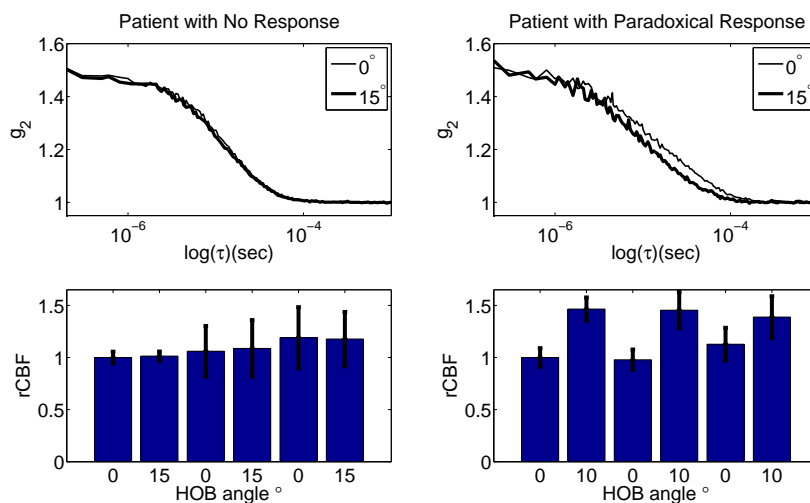 Patient with No Response
1.6
1.4
1.2
1
g₂
0°
15°
10⁻⁶
10⁻⁴
log(τ)(sec)
Patient with Paradoxical Response
1.6
1.4
1.2
1
g₂
0°
15°
10⁻⁶
10⁻⁴
log(τ)(sec)
1.5
1
0.5
0
rCBF
0 15 0 15 0 15
HOB angle °
1.5
1
0.5
0
rCBF
0 10 0 10 0 10
HOB angle °